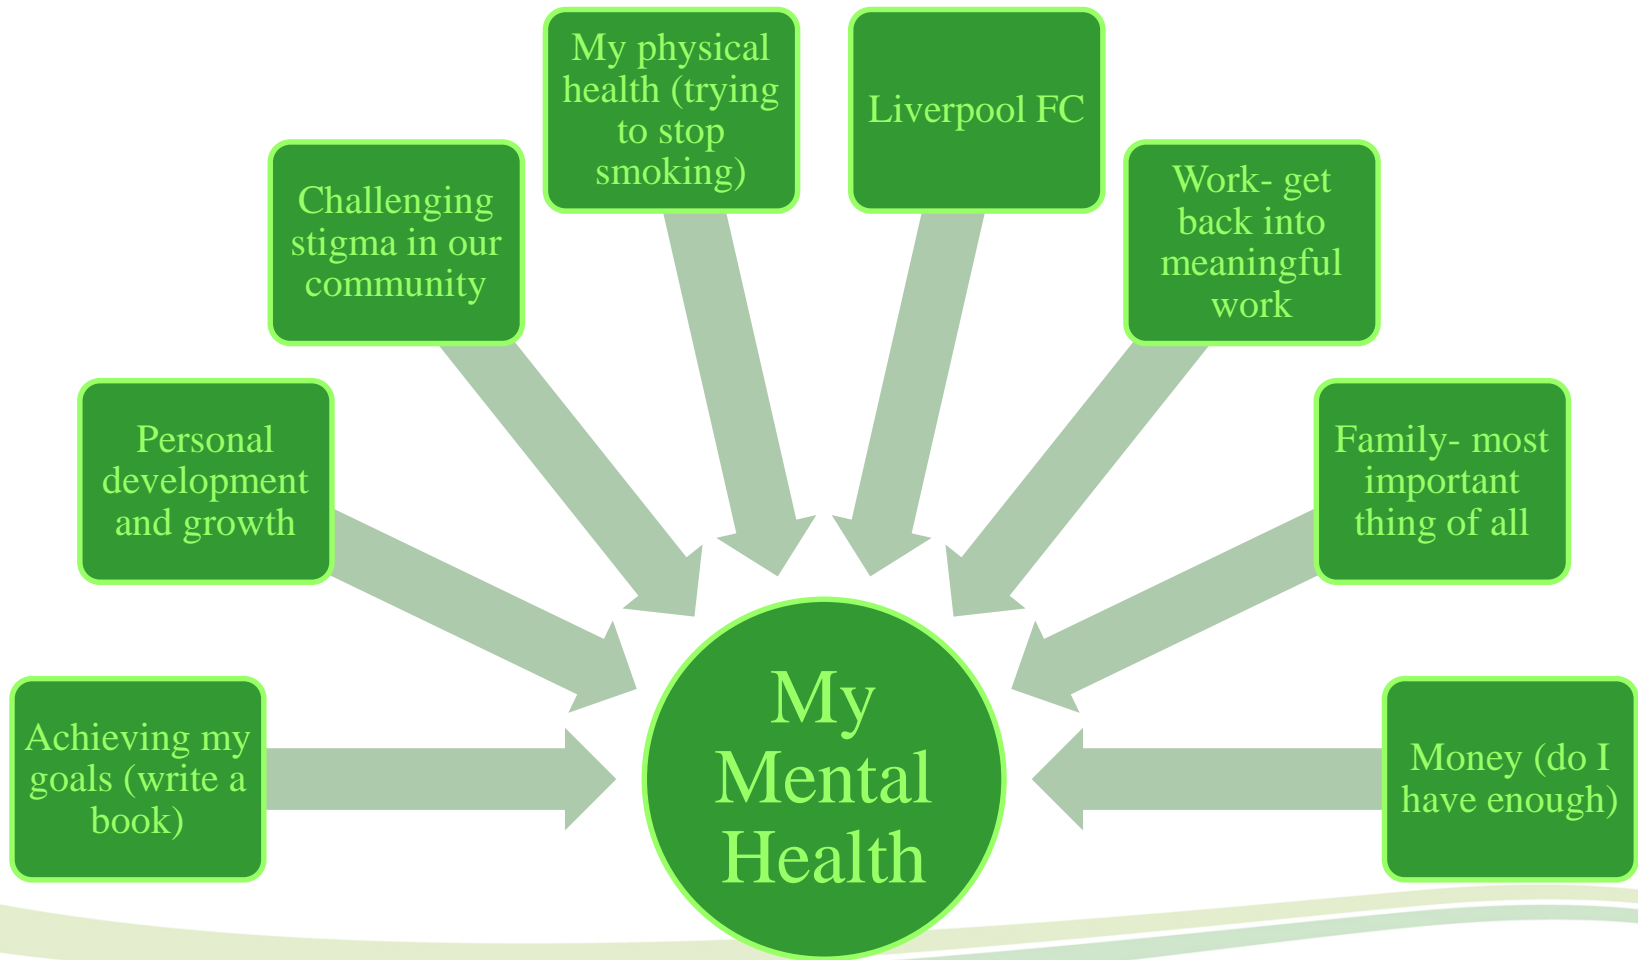 Achieving my
goals (write a
book)
Personal
development
and growth
Challenging
stigma in our
community
My physical
health (trying
to stop
smoking)
Liverpool FC
Work- get
back into
meaningful
work
Family- most
important
thing of all
Money (do I
have enough)
My
Mental
Health